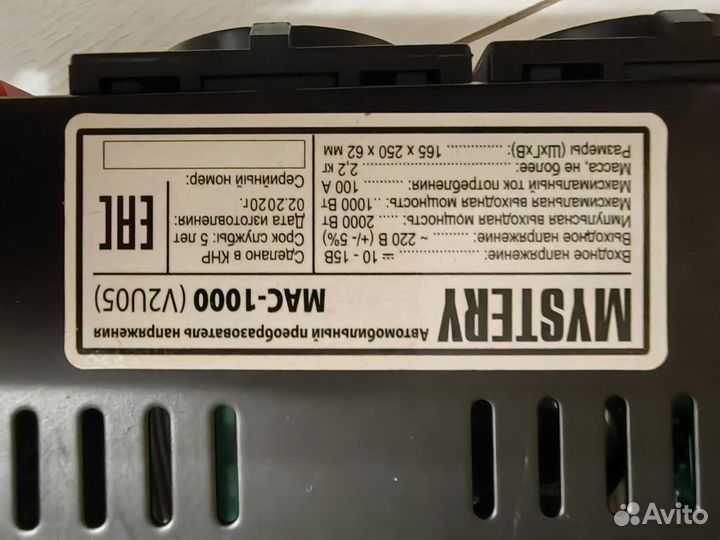 MYSTERY
Автомобильный преобразователь напряжения
МАС-1000 (V2U05)
Входное напряжение: ............ = 10 - 15В
Выходное напряжение: ....... ~ 220 В (+/- 5%)
Импульсная выходная мощность: 2000 Вт
Максимальная выходная мощность: 1000 Вт
Максимальный ток потребления: ........ 100 А
Масса, не более: ......................... 2,2 кг
Размеры (ШхГхВ): ............ 165 х 250 х 62 мм
Сделано в КНР
Срок службы: 5 лет
Дата изготовления:
02.2020г
Серийный номер:
EAC
Avito